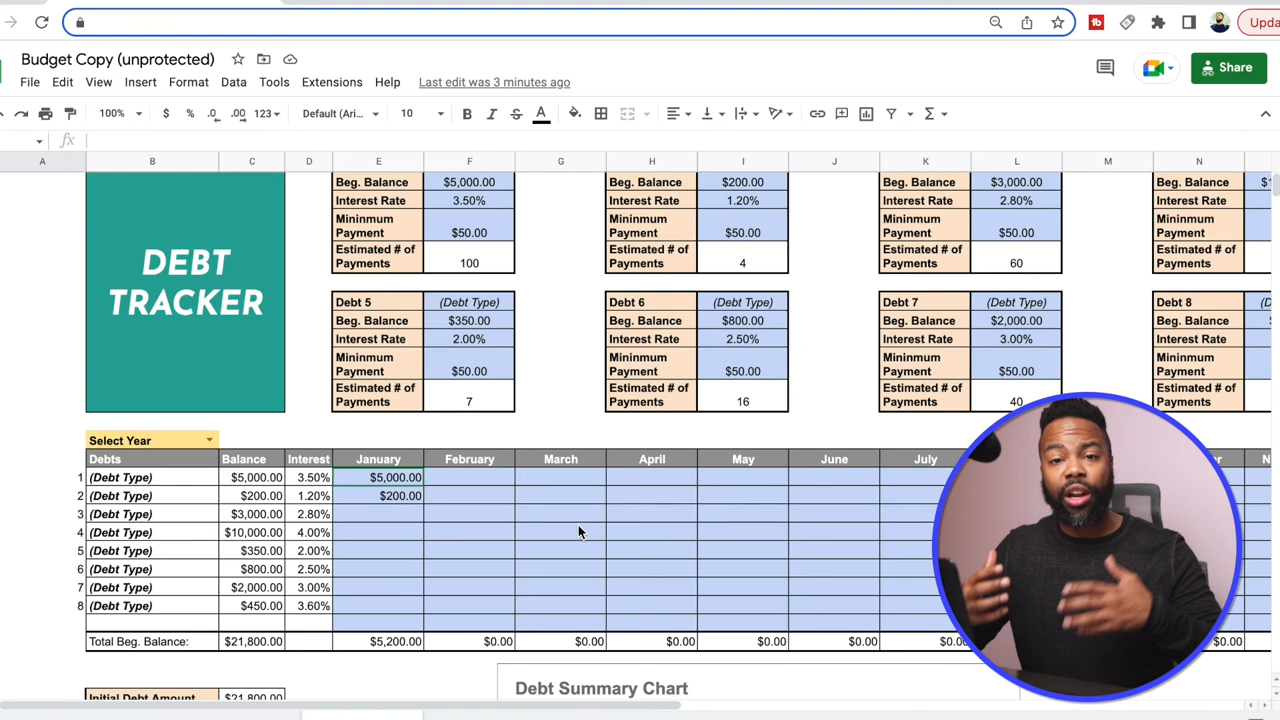 Upda
Budget Copy (unprotected)
File Edit View Insert Format Data Tools Extensions Help Last edit was 3 minutes ago
Share
100% $ % .0 .00 123 Default (Ari... 10 B I S A Σ
fx
A B C D E F G H I J K L M N
DEBT
TRACKER
Beg. Balance $5,000.00 Beg. Balance $200.00 Beg. Balance $3,000.00 Beg. Balance
Interest Rate 3.50% Interest Rate 1.20% Interest Rate 2.80% Interest Rate
Mininmum Mininmum Mininmum Mininmum
Payment $50.00 Payment $50.00 Payment $50.00 Payment
Estimated # of Estimated # of Estimated # of Estimated # of
Payments 100 Payments 4 Payments 60 Payments
Debt 5 (Debt Type) Debt 6 (Debt Type) Debt 7 (Debt Type) Debt 8
Beg. Balance $350.00 Beg. Balance $800.00 Beg. Balance $2,000.00 Beg. Balance
Interest Rate 2.00% Interest Rate 2.50% Interest Rate 3.00% Interest Rate
Mininmum Mininmum Mininmum Mininmum
Payment $50.00 Payment $50.00 Payment $50.00 Payment
Estimated # of Estimated # of Estimated # of Estimated # of
Payments 7 Payments 16 Payments 40 Payments
Select Year
Debts Balance Interest January February March April May June July
1 (Debt Type) $5,000.00 3.50% $5,000.00
2 (Debt Type) $200.00 1.20% $200.00
3 (Debt Type) $3,000.00 2.80%
4 (Debt Type) $10,000.00 4.00%
5 (Debt Type) $350.00 2.00%
6 (Debt Type) $800.00 2.50%
7 (Debt Type) $2,000.00 3.00%
8 (Debt Type) $450.00 3.60%
Total Beg. Balance: $21,800.00 $5,200.00 $0.00 $0.00 $0.00 $0.00 $0.00 $0.00
Initial Debt Amount $21,800.00
Debt Summary Chart